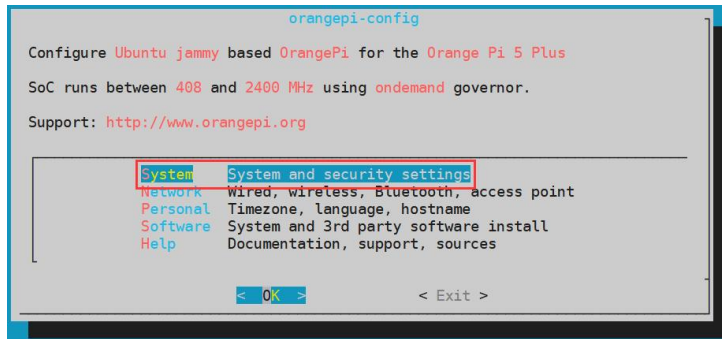 orangepi-config
Configure Ubuntu jammy based OrangePi for the Orange Pi 5 Plus
SoC runs between 408 and 2400 MHz using ondemand governor.
Support: http://www.orangepi.org
System System and security settings
Network Wired, wireless, Bluetooth, access point
Personal Timezone, language, hostname
Software System and 3rd party software install
Help Documentation, support, sources
< OK > < Exit >